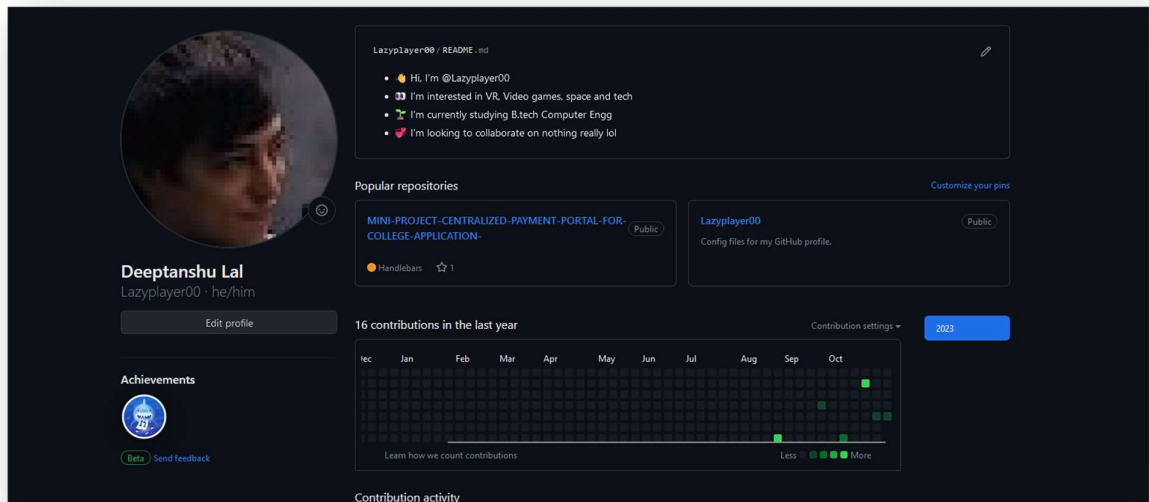 Lazyplayer00/README.md
👋 Hi, I'm @Lazyplayer00
👀 I'm interested in VR, Video games, space and tech
🌱 I'm currently studying B.tech Computer Engg
💞️ I'm looking to collaborate on nothing really lol
Deeptanshu Lal
Lazyplayer00 · he/him
Edit profile
Achievements
Beta Send feedback
Popular repositories
Customize your pins
MINI-PROJECT-CENTRALIZED-PAYMENT-PORTAL-FOR-
COLLEGE-APPLICATION-
Public
Handlebars 1
Lazyplayer00
Public
Config files for my GitHub profile.
16 contributions in the last year
Contribution settings
2023
Jan Feb Mar Apr May Jun Jul Aug Sep Oct
Learn how we count contributions
Less More
Contribution activity